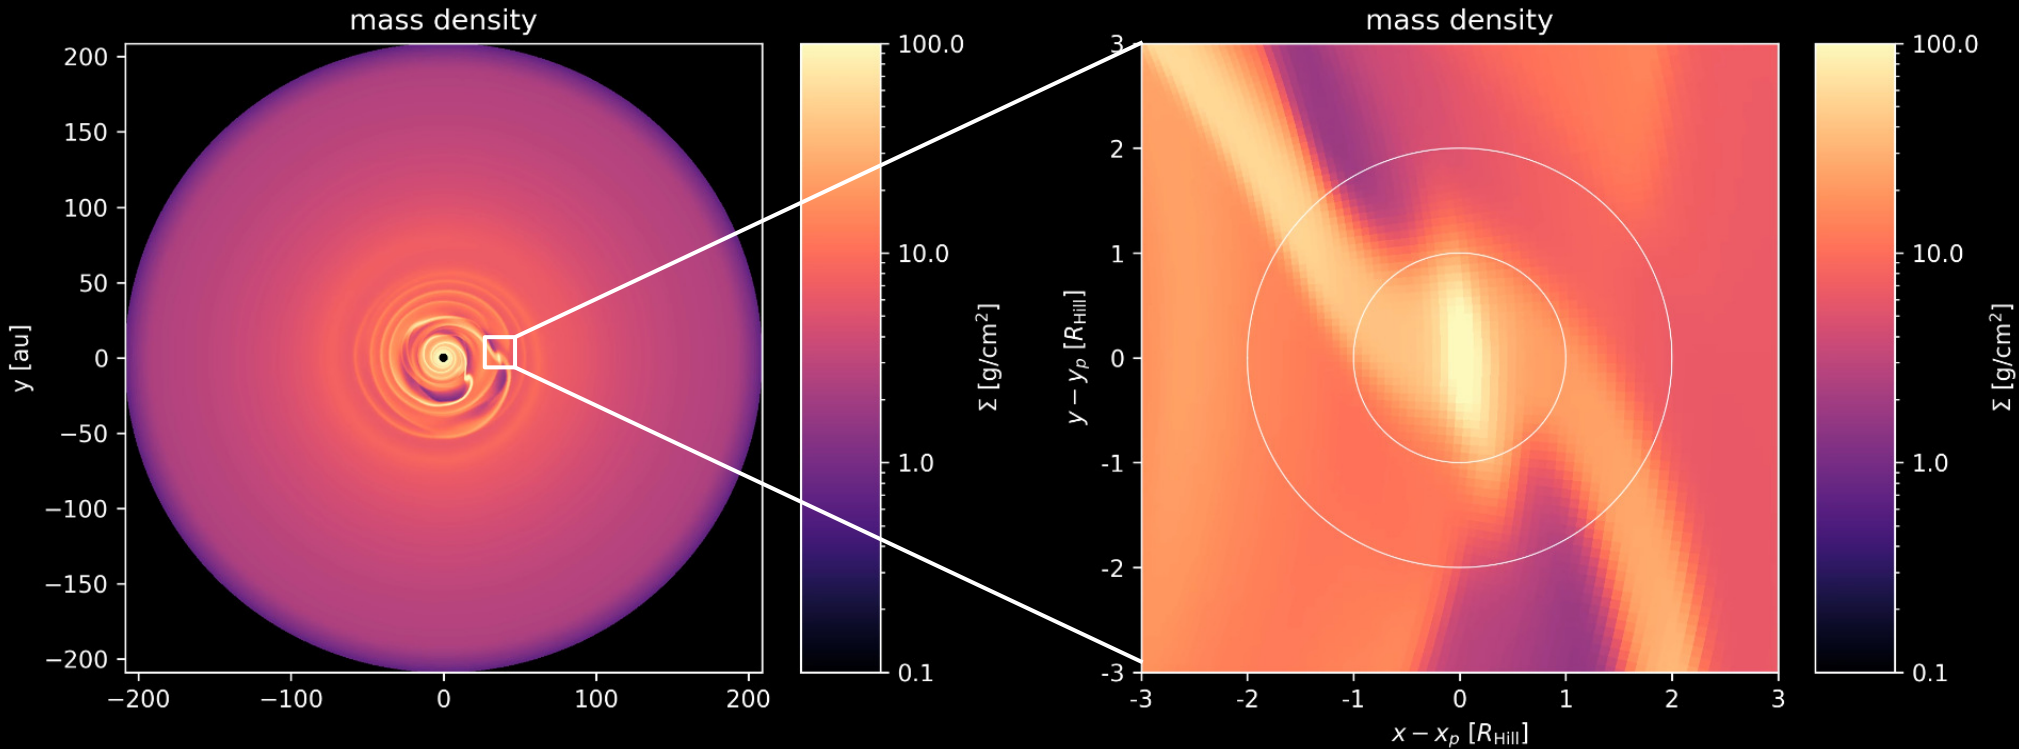 mass density
200
150
100
50
0
−50
−100
−150
−200
y [au]
−200 −100 0 100 200
100.0
10.0
1.0
0.1
Σ [g/cm²]
mass density
3
2
1
0
-1
-2
-3
y − yₚ [R_Hill]
-3 -2 -1 0 1 2 3
x − xₚ [R_Hill]
100.0
10.0
1.0
0.1
Σ [g/cm²]